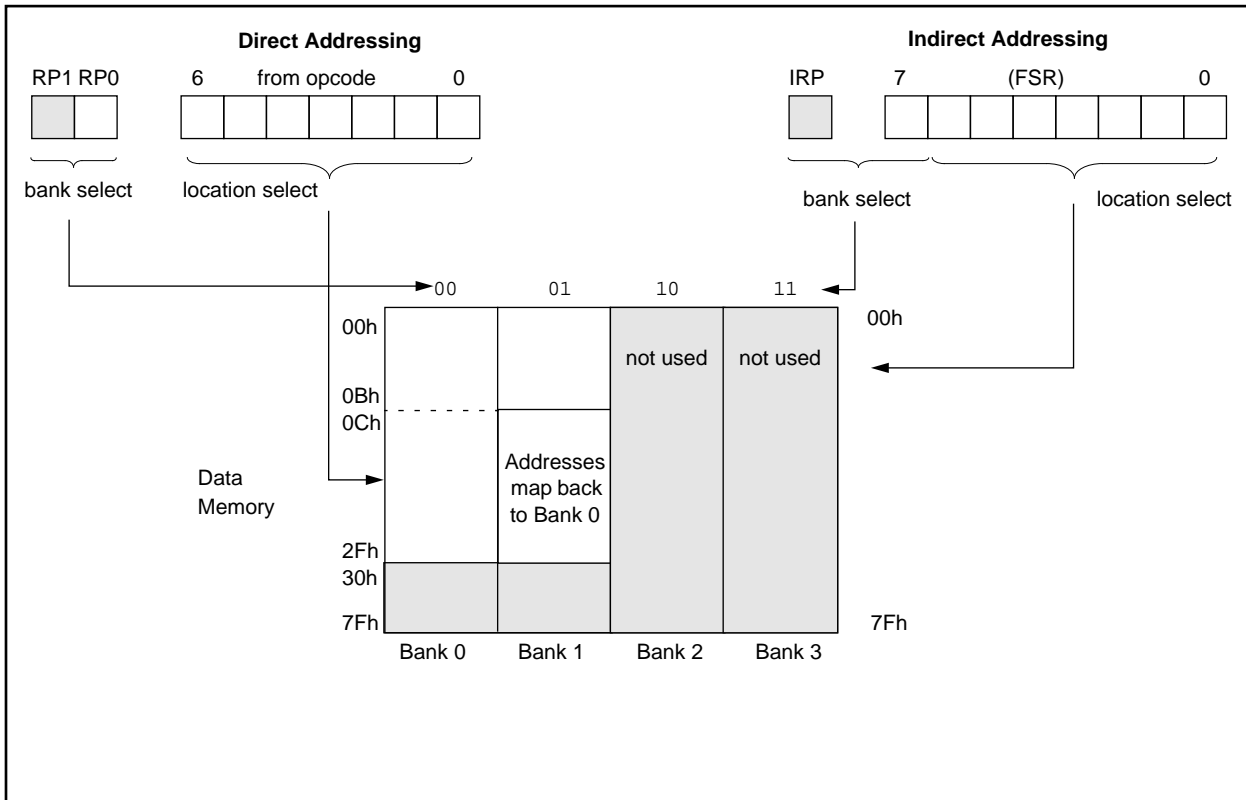 Direct Addressing
Indirect Addressing
RP1 RP0
6 from opcode 0
IRP
7 (FSR) 0
bank select
location select
bank select
location select
00 01 10 11
00h
00h
not used
not used
0Bh
0Ch
Data
Memory
Addresses
map back
to Bank 0
2Fh
30h
7Fh
7Fh
Bank 0 Bank 1 Bank 2 Bank 3